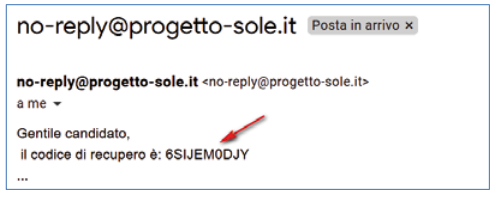 no-reply@progetto-sole.it Posta in arrivo ×
no-reply@progetto-sole.it <no-reply@progetto-sole.it>
a me
Gentile candidato,
il codice di recupero è: 6SIJEM0DJY
...